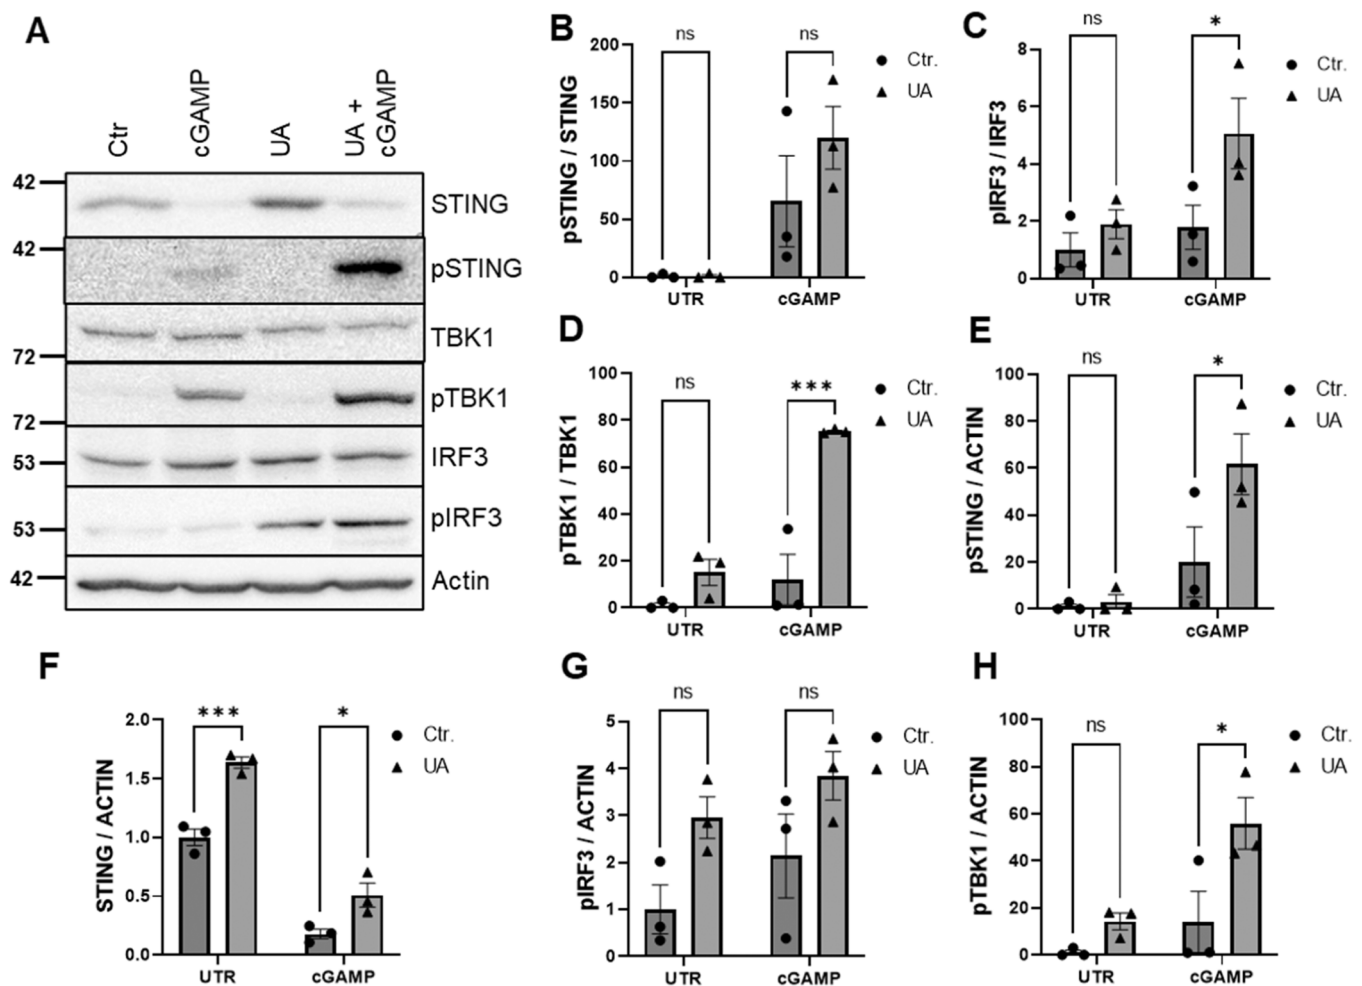 A
Ctr
cGAMP
UA
UA +
cGAMP
42
STING
42
pSTING
TBK1
72
pTBK1
72
IRF3
53
pIRF3
53
Actin
42
B
pSTING / STING
200
150
100
50
0
ns
ns
UTR
cGAMP
Ctr.
UA
C
pIRF3 / IRF3
8
6
4
2
0
ns
*
UTR
cGAMP
Ctr.
UA
D
pTBK1 / TBK1
100
80
60
40
20
0
ns
***
UTR
cGAMP
Ctr.
UA
E
pSTING / ACTIN
100
80
60
40
20
0
ns
*
UTR
cGAMP
Ctr.
UA
F
STING / ACTIN
2.0
1.5
1.0
0.5
0.0
***
*
UTR
cGAMP
Ctr.
UA
G
pIRF3 / ACTIN
5
4
3
2
1
0
ns
ns
UTR
cGAMP
Ctr.
UA
H
pTBK1 / ACTIN
100
80
60
40
20
0
ns
*
UTR
cGAMP
Ctr.
UA